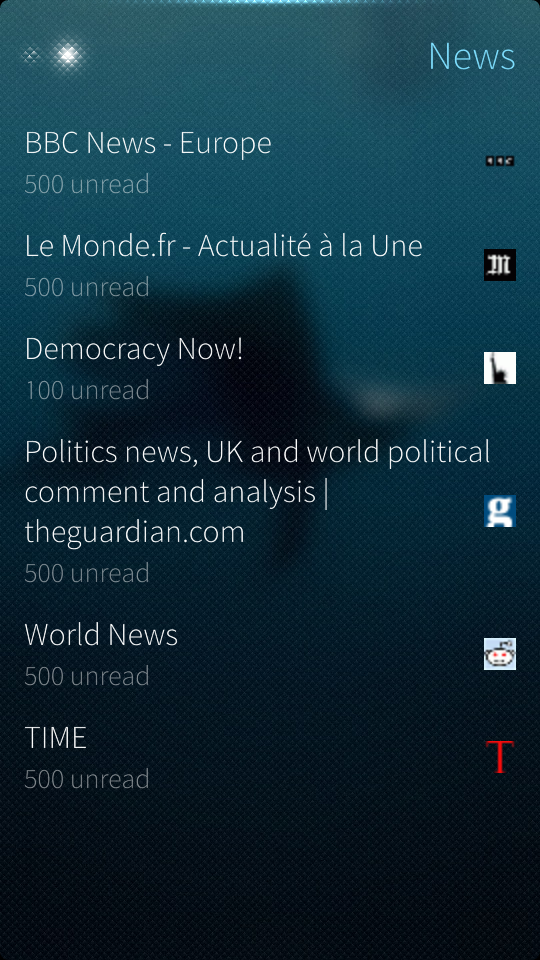 News
BBC News - Europe
500 unread
Le Monde.fr - Actualité à la Une
500 unread
Democracy Now!
100 unread
Politics news, UK and world political
comment and analysis |
theguardian.com
500 unread
World News
500 unread
TIME
500 unread